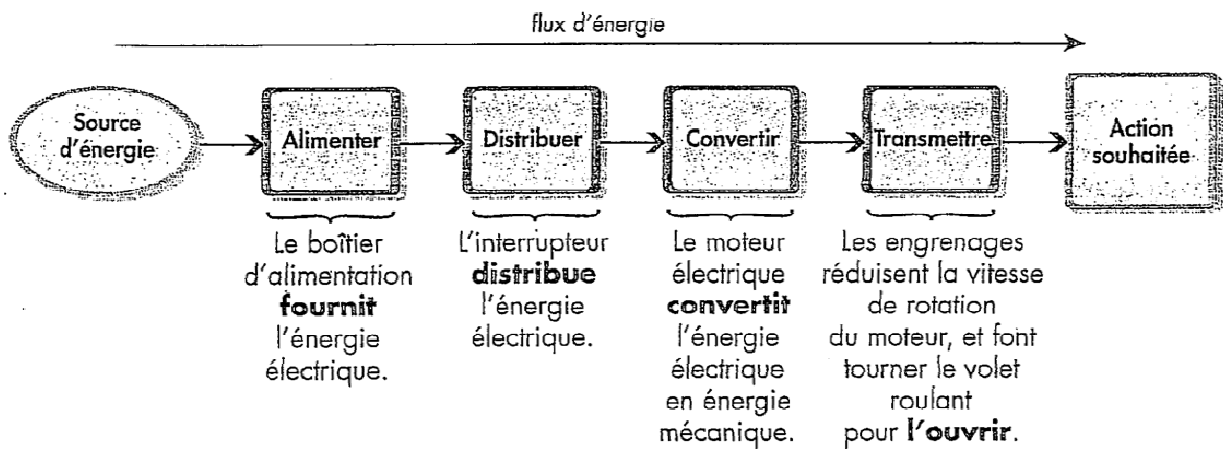 flux d'énergie
Source
d'énergie
Alimenter
Distribuer
Convertir
Transmettre
Action
souhaitée
Le boîtier
d'alimentation
fournit
l'énergie
électrique.
L'interrupteur
distribue
l'énergie
électrique.
Le moteur
électrique
convertit
l'énergie
électrique
en énergie
mécanique.
Les engrenages
réduisent la vitesse
de rotation
du moteur, et font
tourner le volet
roulant
pour l'ouvrir.